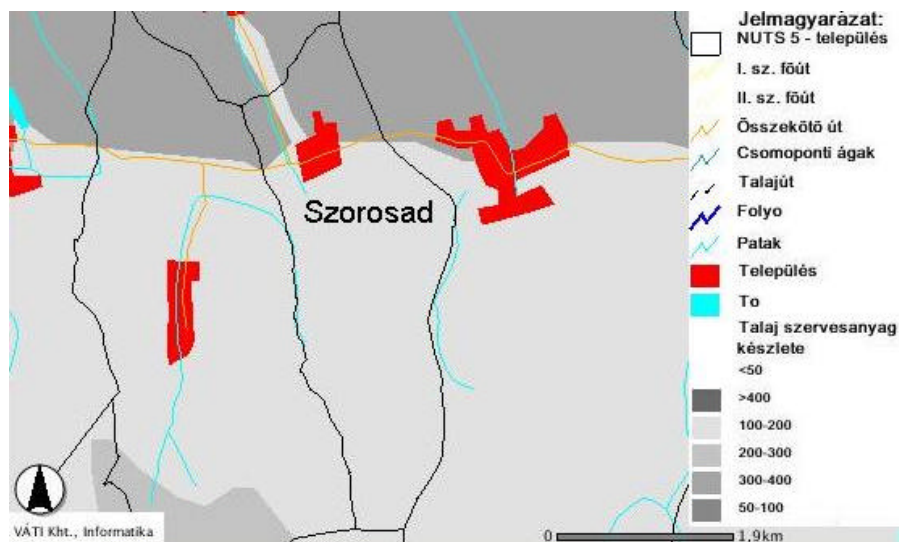 Jelmagyarázat:
NUTS 5 - település
I. sz. főút
II. sz. főút
Összekötö út
Csomoponti ágak
Talajút
Folyo
Patak
Település
To
Talaj szervesanyag
készlete
<50
>400
100-200
200-300
300-400
50-100
Szorosad
VÁTI Kht., Informatika
0
1.9km